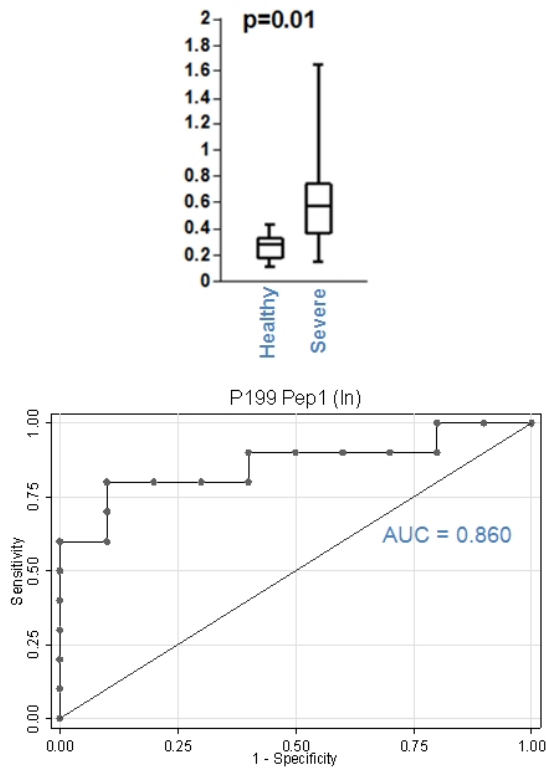 p=0.01
2
1.8
1.6
1.4
1.2
1
0.8
0.6
0.4
0.2
0
Healthy
Severe
P199 Pep1 (ln)
Sensitivity
1.00
0.75
0.50
0.25
0.00
AUC = 0.860
0.00 0.25 0.50 0.75 1.00
1 - Specificity